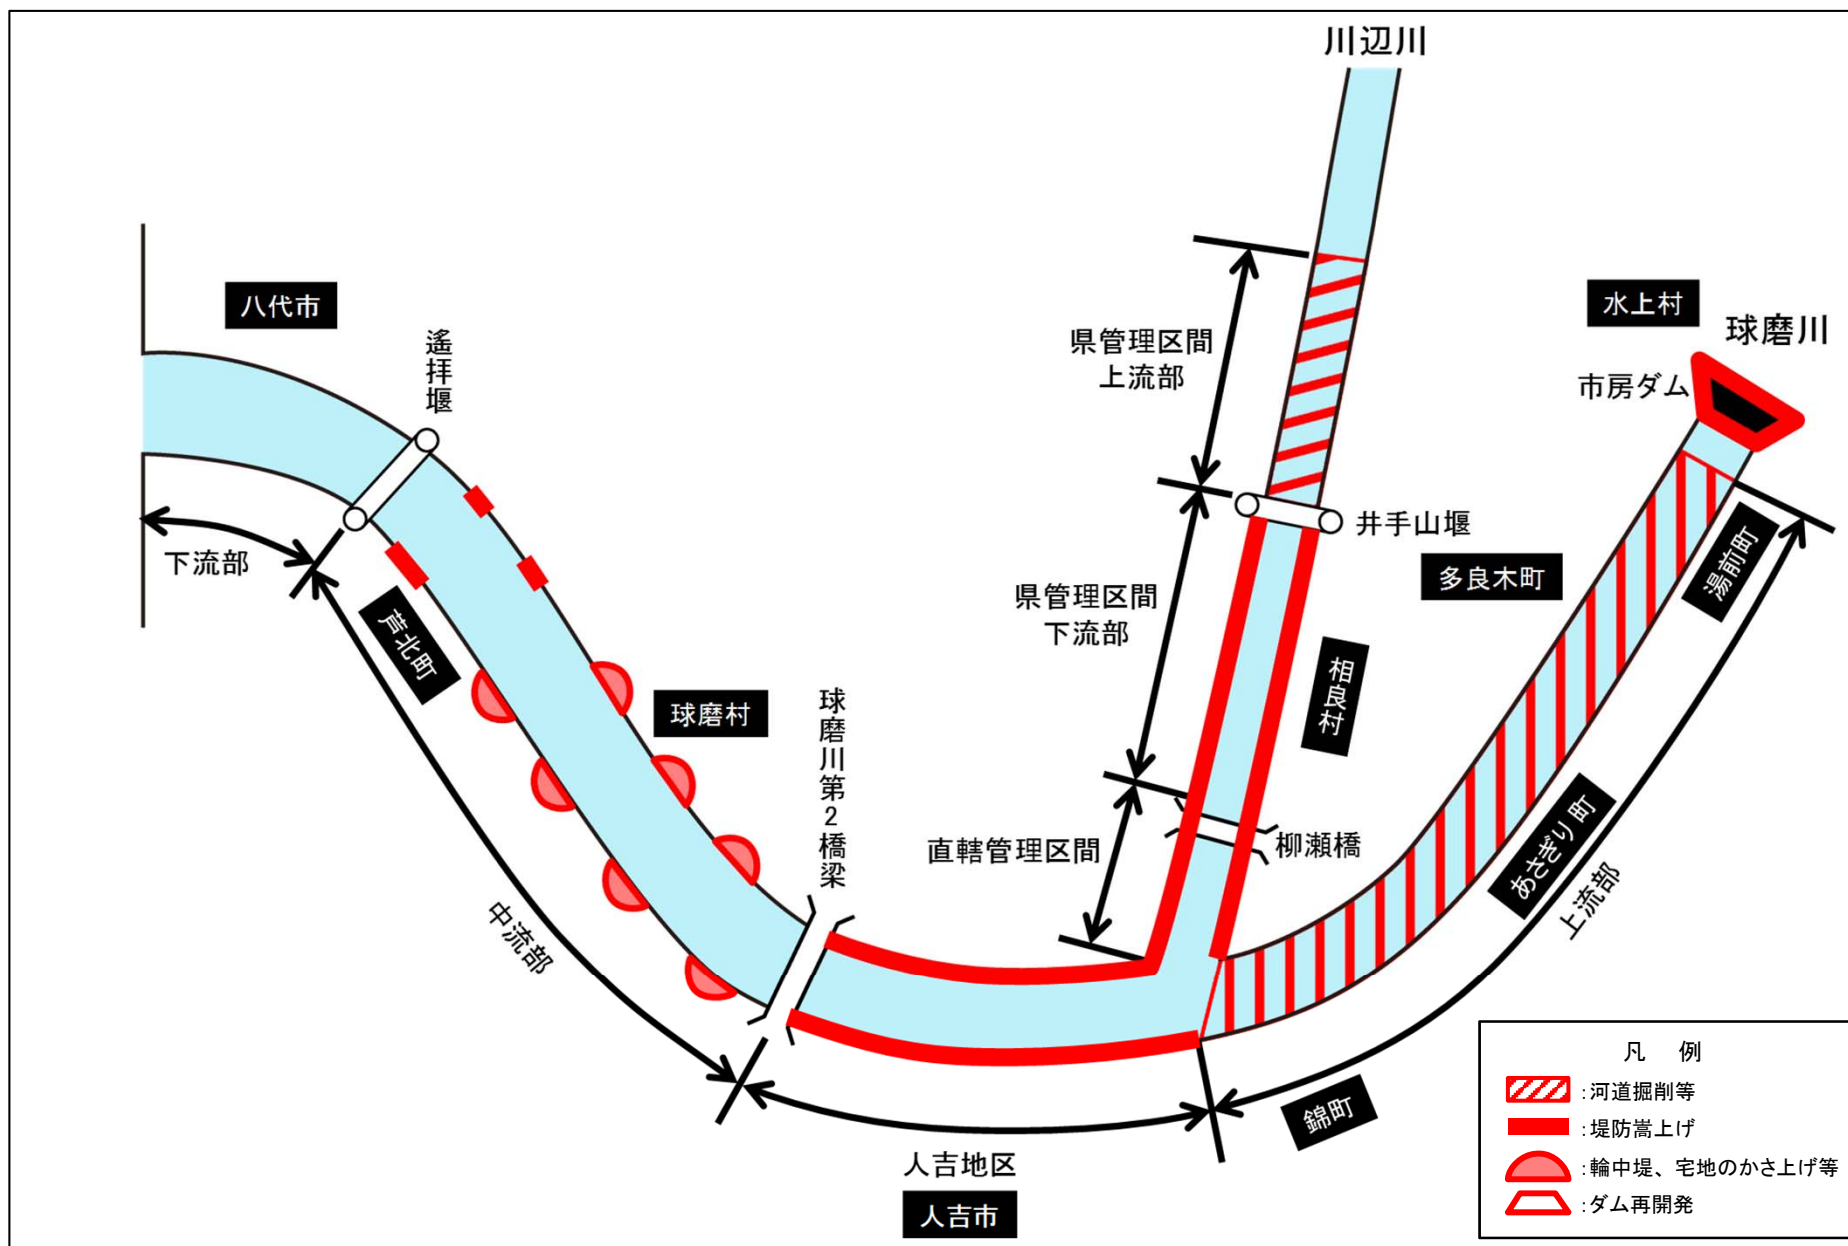 川辺川
八代市
遙拝堰
水上村
球磨川
県管理区間
上流部
市房ダム
井手山堰
下流部
多良木町
湯前町
県管理区間
下流部
芦北町
相良村
球磨村
球磨川第2橋梁
直轄管理区間
柳瀬橋
あさぎり町
上流部
中流部
錦町
人吉地区
人吉市
凡 例
:河道掘削等
:堤防嵩上げ
:輪中堤、宅地のかさ上げ等
:ダム再開発